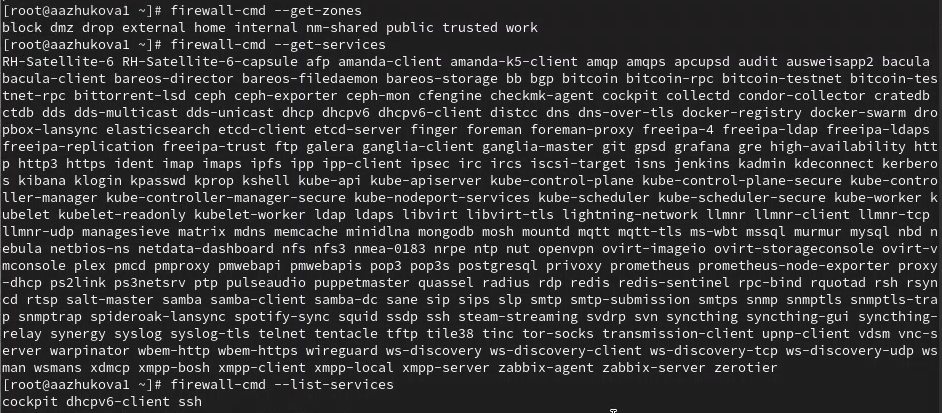 [root@aazhukova1 ~]# firewall-cmd --get-zones
block dmz drop external home internal nm-shared public trusted work
[root@aazhukova1 ~]# firewall-cmd --get-services
RH-Satellite-6 RH-Satellite-6-capsule afp amanda-client amanda-k5-client amqp amqps apcupsd audit ausweisapp2 bacula
bacula-client bareos-director bareos-filedaemon bareos-storage bb bgp bitcoin bitcoin-rpc bitcoin-testnet bitcoin-tes
tnet-rpc bittorrent-lsd ceph ceph-exporter ceph-mon cfengine checkmk-agent cockpit collectd condor-collector cratedb
ctdb dds dds-multicast dds-unicast dhcp dhcpv6 dhcpv6-client distcc dns dns-over-tls docker-registry docker-swarm dro
pbox-lansync elasticsearch etcd-client etcd-server finger foreman foreman-proxy freeipa-4 freeipa-ldap freeipa-ldaps
freeipa-replication freeipa-trust ftp galera ganglia-client ganglia-master git gpsd grafana gre high-availability htt
p http3 https ident imap imaps ipfs ipp ipp-client ipsec irc ircs iscsi-target isns jenkins kadmin kdeconnect kerbero
s kibana klogin kpasswd kprop kshell kube-api kube-apiserver kube-control-plane kube-control-plane-secure kube-contro
ller-manager kube-controller-manager-secure kube-nodeport-services kube-scheduler kube-scheduler-secure kube-worker k
ubelet kubelet-readonly kubelet-worker ldap ldaps libvirt libvirt-tls lightning-network llmnr llmnr-client llmnr-tcp
llmnr-udp managesieve matrix mdns memcache minidlna mongodb mosh mountd mqtt mqtt-tls ms-wbt mssql murmur mysql nbd n
ebula netbios-ns netdata-dashboard nfs nfs3 nmea-0183 nrpe ntp nut openvpn ovirt-imageio ovirt-storageconsole ovirt-v
mconsole plex pmcd pmproxy pmwebapi pmwebapis pop3 pop3s postgresql privoxy prometheus prometheus-node-exporter proxy
-dhcp ps2link ps3netsrv ptp pulseaudio puppetmaster quassel radius rdp redis redis-sentinel rpc-bind rquotad rsh rsyn
cd rtsp salt-master samba samba-client samba-dc sane sip sips slp smtp smtp-submission smtps snmp snmptls snmptls-tra
p snmptrap spideroak-lansync spotify-sync squid ssdp ssh steam-streaming svdrp svn syncthing syncthing-gui syncthing-
relay synergy syslog syslog-tls telnet tentacle tftp tile38 tinc tor-socks transmission-client upnp-client vdsm vnc-s
erver warpinator wbem-http wbem-https wireguard ws-discovery ws-discovery-client ws-discovery-tcp ws-discovery-udp ws
man wsmans xdmcp xmpp-bosh xmpp-client xmpp-local xmpp-server zabbix-agent zabbix-server zerotier
[root@aazhukova1 ~]# firewall-cmd --list-services
cockpit dhcpv6-client ssh